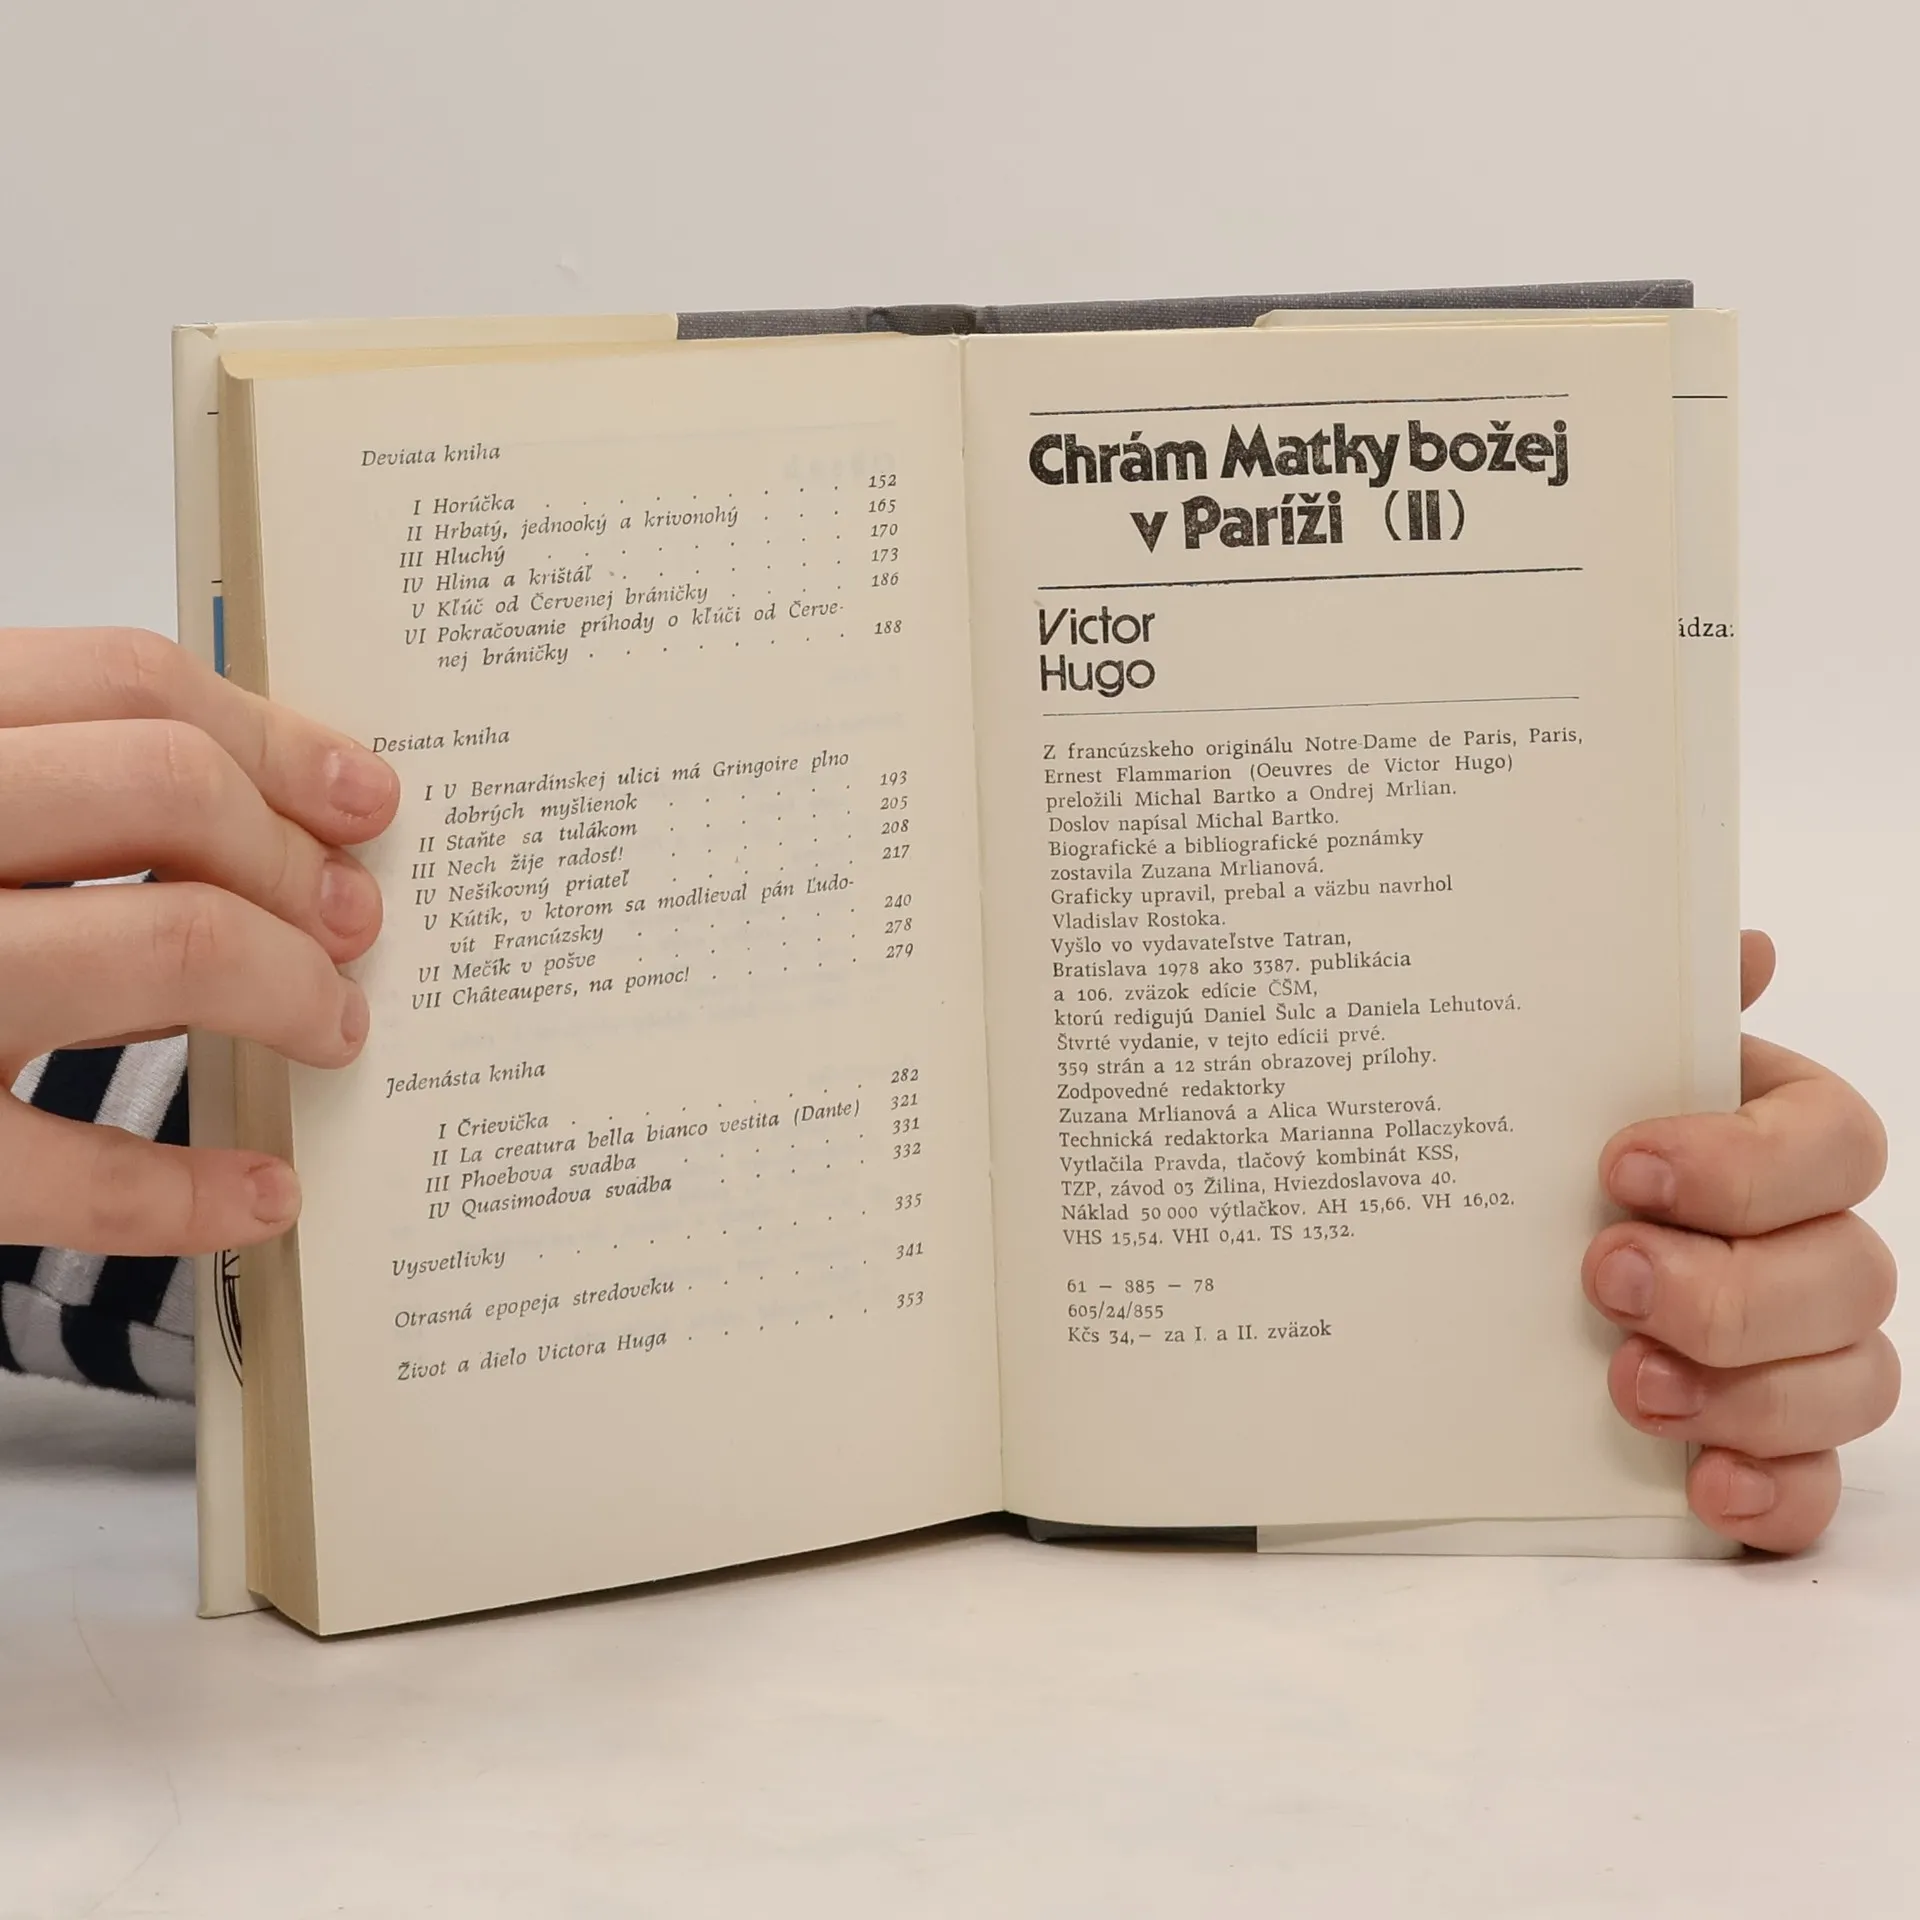 Deviata kniha
I Horúčka . . . . . . . . . 152
II Hrbatý, jednooký a krivonohý . . . 165
III Hluchý . . . . . . . . . 170
IV Hlina a krištáľ . . . . . . . 173
V Kľúč od Červenej bráničky . . . . 186
VI Pokračovanie príhody o kľúči od Červe-
nej bráničky . . . . . . . 188
Desiata kniha
I V Bernardínskej ulici má Gringoire plno
dobrých myšlienok . . . . . . 193
II Staňte sa tulákom . . . . . . 205
III Nech žije radosť! . . . . . 208
IV Nešikovný priateľ . . . . . . 217
V Kútik, v ktorom sa modlieval pán Ľudo-
vít Francúzsky . . . . . . 240
VI Mečík v pošve . . . . . . 278
VII Châteaupers, na pomoc! . . . . 279
Jedenásta kniha
I Črievička . . . . . . . . 282
II La creatura bella bianco vestita (Dante) 321
III Phoebova svadba . . . . . 331
IV Quasimodova svadba . . . . 332
Vysvetlivky . . . . . . . . . 335
Otrasná epopeja stredoveku . . . . . . 341
Život a dielo Victora Huga . . . . . . 353
Chrám Matky božej
v Paríži (II)
Victor
Hugo
Z francúzskeho originálu Notre-Dame de Paris, Paris,
Ernest Flammarion (Oeuvres de Victor Hugo)
preložili Michal Bartko a Ondrej Mrlian.
Doslov napísal Michal Bartko.
Biografické a bibliografické poznámky
zostavila Zuzana Mrlianová.
Graficky upravil, prebal a väzbu navrhol
Vladislav Rostoka.
Vyšlo vo vydavateľstve Tatran,
Bratislava 1978 ako 3387. publikácia
a 106. zväzok edície ČŠM,
ktorú redigujú Daniel Šulc a Daniela Lehutová.
Štvrté vydanie, v tejto edícii prvé.
359 strán a 12 strán obrazovej prílohy.
Zodpovedné redaktorky
Zuzana Mrlianová a Alica Wursterová.
Technická redaktorka Marianna Pollaczyková.
Vytlačila Pravda, tlačový kombinát KSS,
TZP, závod 03 Žilina, Hviezdoslavova 40.
Náklad 50 000 výtlačkov. AH 15,66. VH 16,02.
VHS 15,54. VHI 0,41. TS 13,32.
61 — 885 — 78
605/24/855
Kčs 34,— za I. a II. zväzok